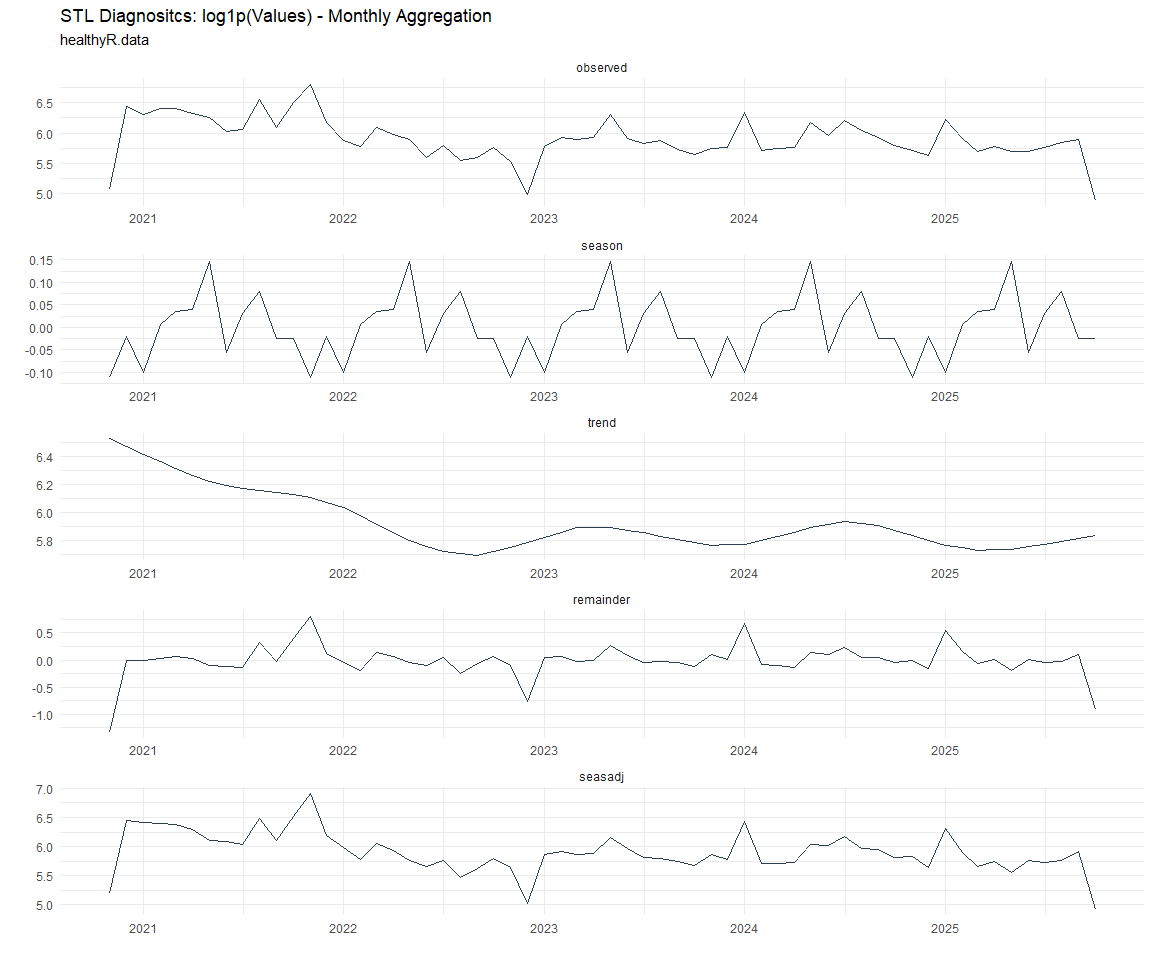 STL Diagnositcs: log1p(Values) - Monthly Aggregation
healthyR.data
observed
6.5
6.0
5.5
5.0
2021 2022 2023 2024 2025
season
0.15
0.10
0.05
0.00
-0.05
-0.10
2021 2022 2023 2024 2025
trend
6.4
6.2
6.0
5.8
2021 2022 2023 2024 2025
remainder
0.5
0.0
-0.5
-1.0
2021 2022 2023 2024 2025
seasadj
7.0
6.5
6.0
5.5
5.0
2021 2022 2023 2024 2025